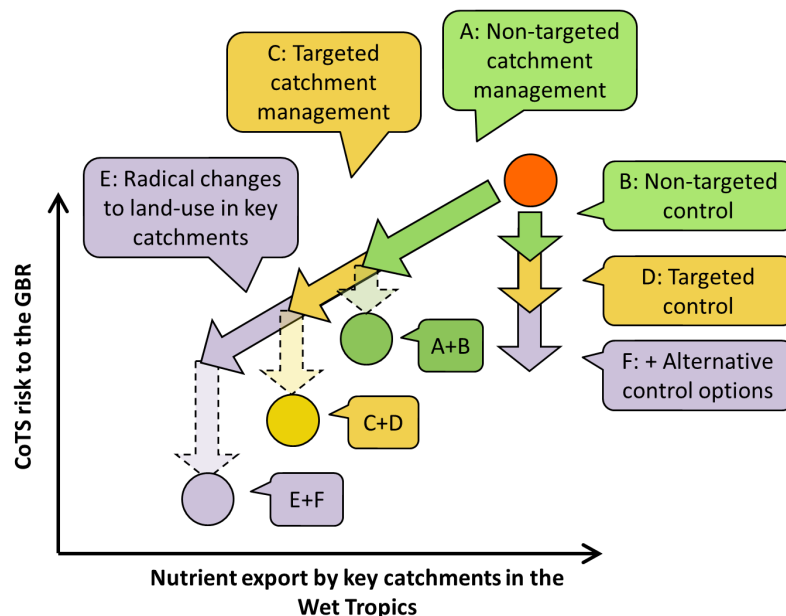 A: Non-targeted
catchment
management
C: Targeted
catchment
management
E: Radical changes
to land-use in key
catchments
B: Non-targeted
control
D: Targeted
control
F: + Alternative
control options
A+B
C+D
E+F
CoTS risk to the GBR
Nutrient export by key catchments in the
Wet Tropics